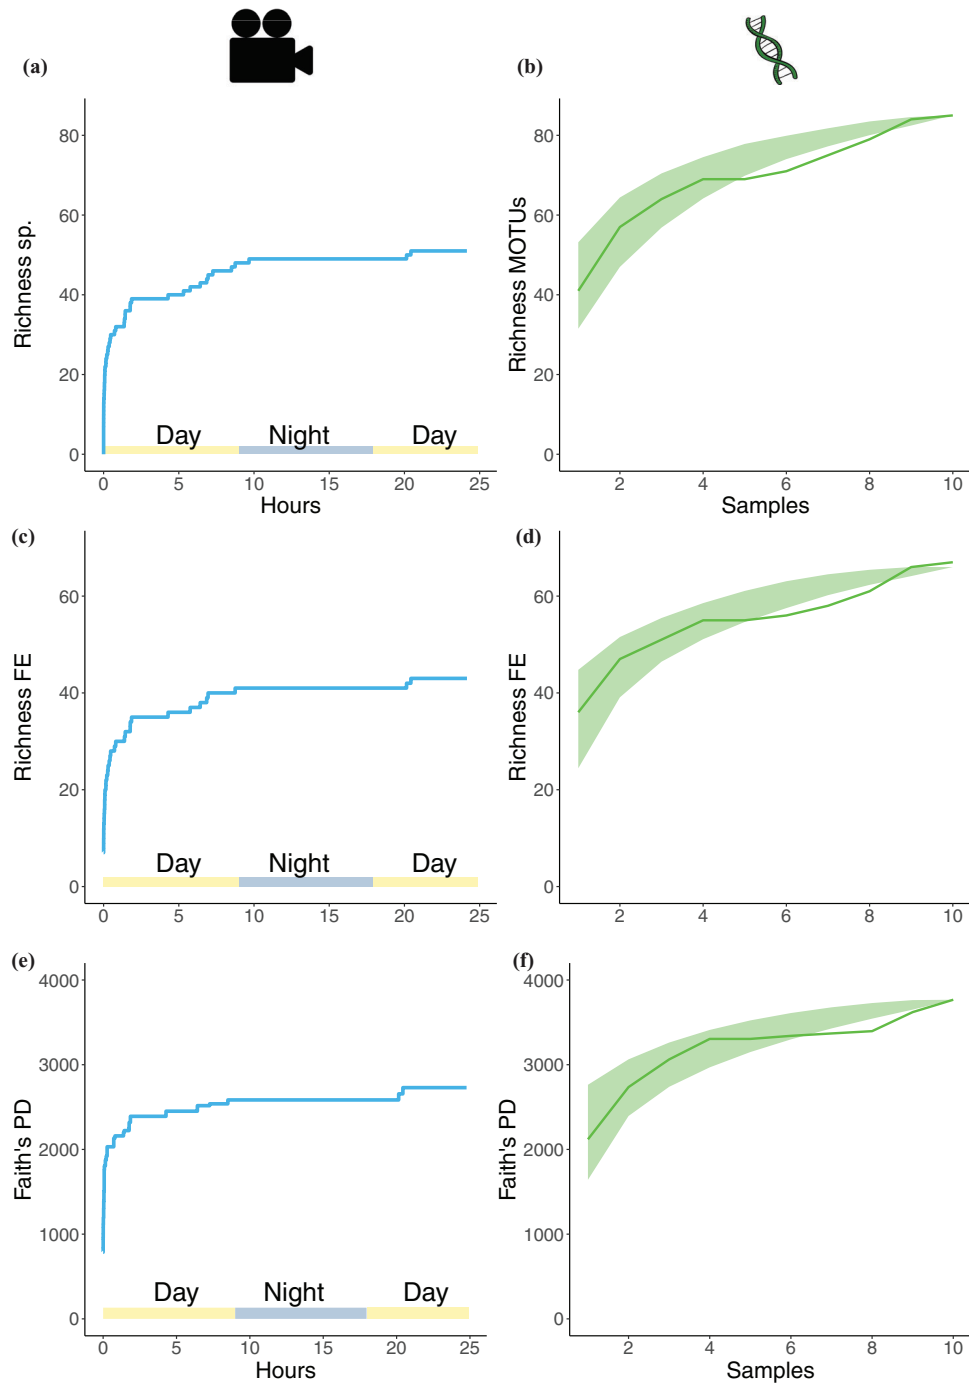 (a)
(b)
80
60
40
20
0
Richness sp.
Day Night Day
0 5 10 15 20 25
Hours
80
60
40
20
0
Richness MOTUs
2 4 6 8 10
Samples
(c)
(d)
60
40
20
0
Richness FE
Day Night Day
0 5 10 15 20 25
60
40
20
0
Richness FE
2 4 6 8 10
(e)
(f)
4000
3000
2000
1000
0
Faith's PD
Day Night Day
0 5 10 15 20 25
Hours
4000
3000
2000
1000
0
Faith's PD
2 4 6 8 10
Samples